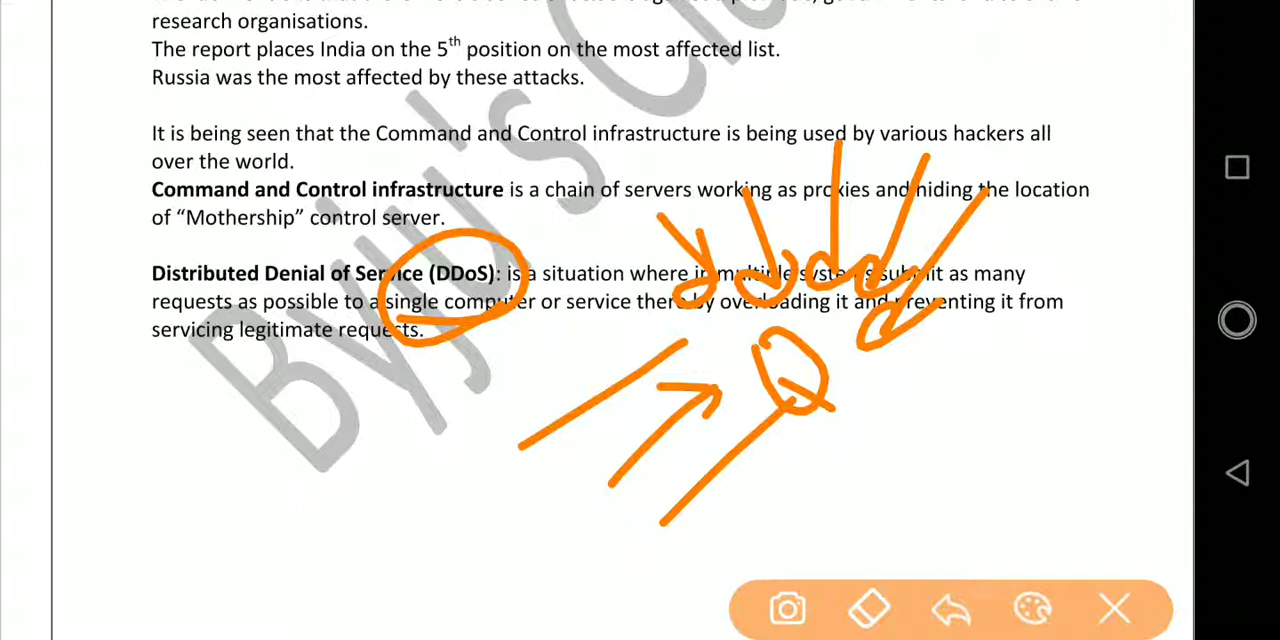 research organisations.
The report places India on the 5th position on the most affected list.
Russia was the most affected by these attacks.
It is being seen that the Command and Control infrastructure is being used by various hackers all
over the world.
Command and Control infrastructure is a chain of servers working as proxies and hiding the location
of “Mothership” control server.
Distributed Denial of Service (DDoS): is a situation where in multiple systems submit as many
requests as possible to a single computer or service there by overloading it and preventing it from
servicing legitimate requests.
Byju's